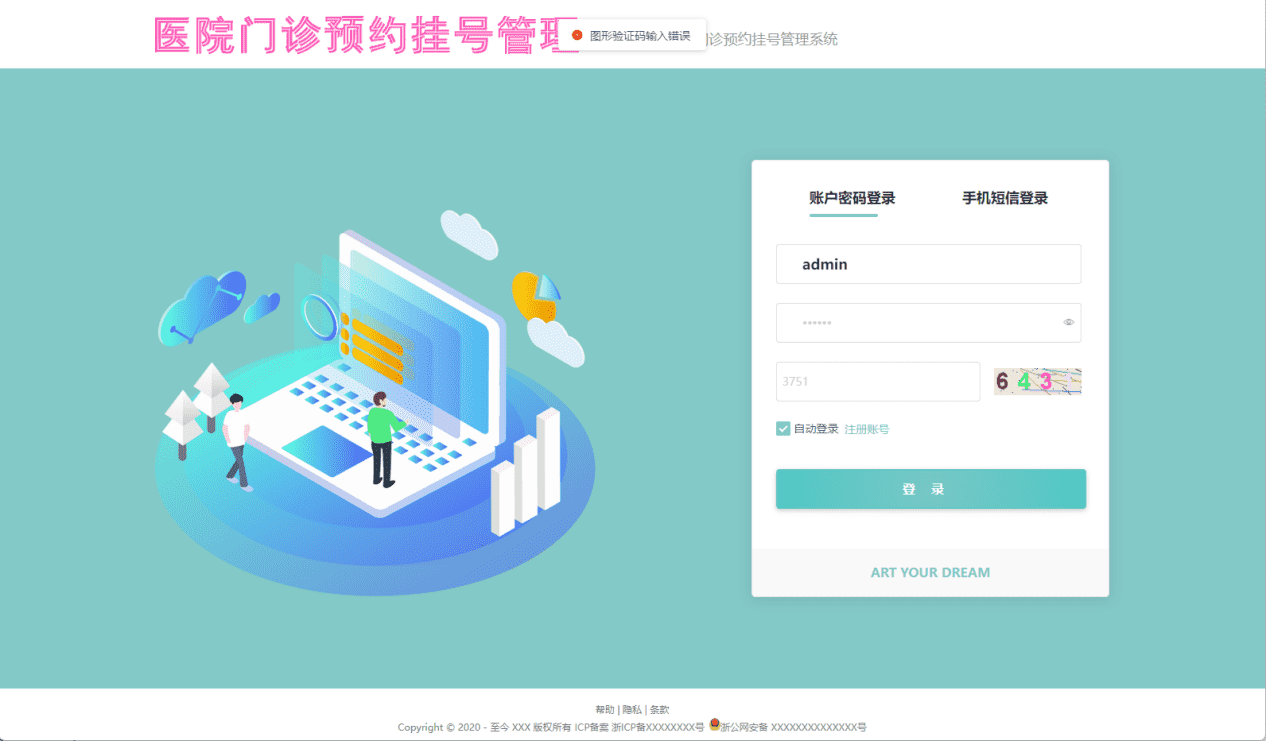 医院门诊预约挂号管理
图形验证码输入错误
诊预约挂号管理系统
账户密码登录
手机短信登录
admin
••••••
3751
6 4 3
自动登录 注册账号
登 录
ART YOUR DREAM
帮助 | 隐私 | 条款
Copyright © 2020 - 至今 XXX 版权所有 ICP备案 浙ICP备XXXXXXXX号 浙公网安备 XXXXXXXXXXXXXX号